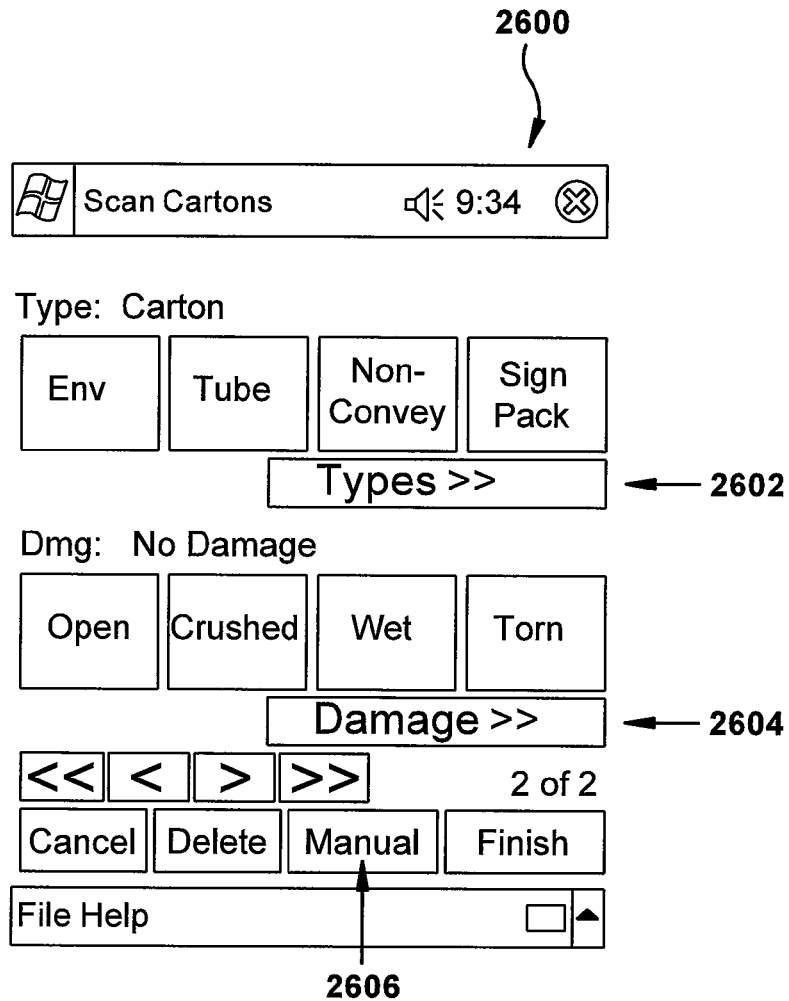 2600
Scan Cartons 9:34
Type: Carton
Env Tube Non-Convey Sign Pack
Types >> 2602
Dmg: No Damage
Open Crushed Wet Torn
Damage >> 2604
<< < > >> 2 of 2
Cancel Delete Manual Finish
File Help
2606